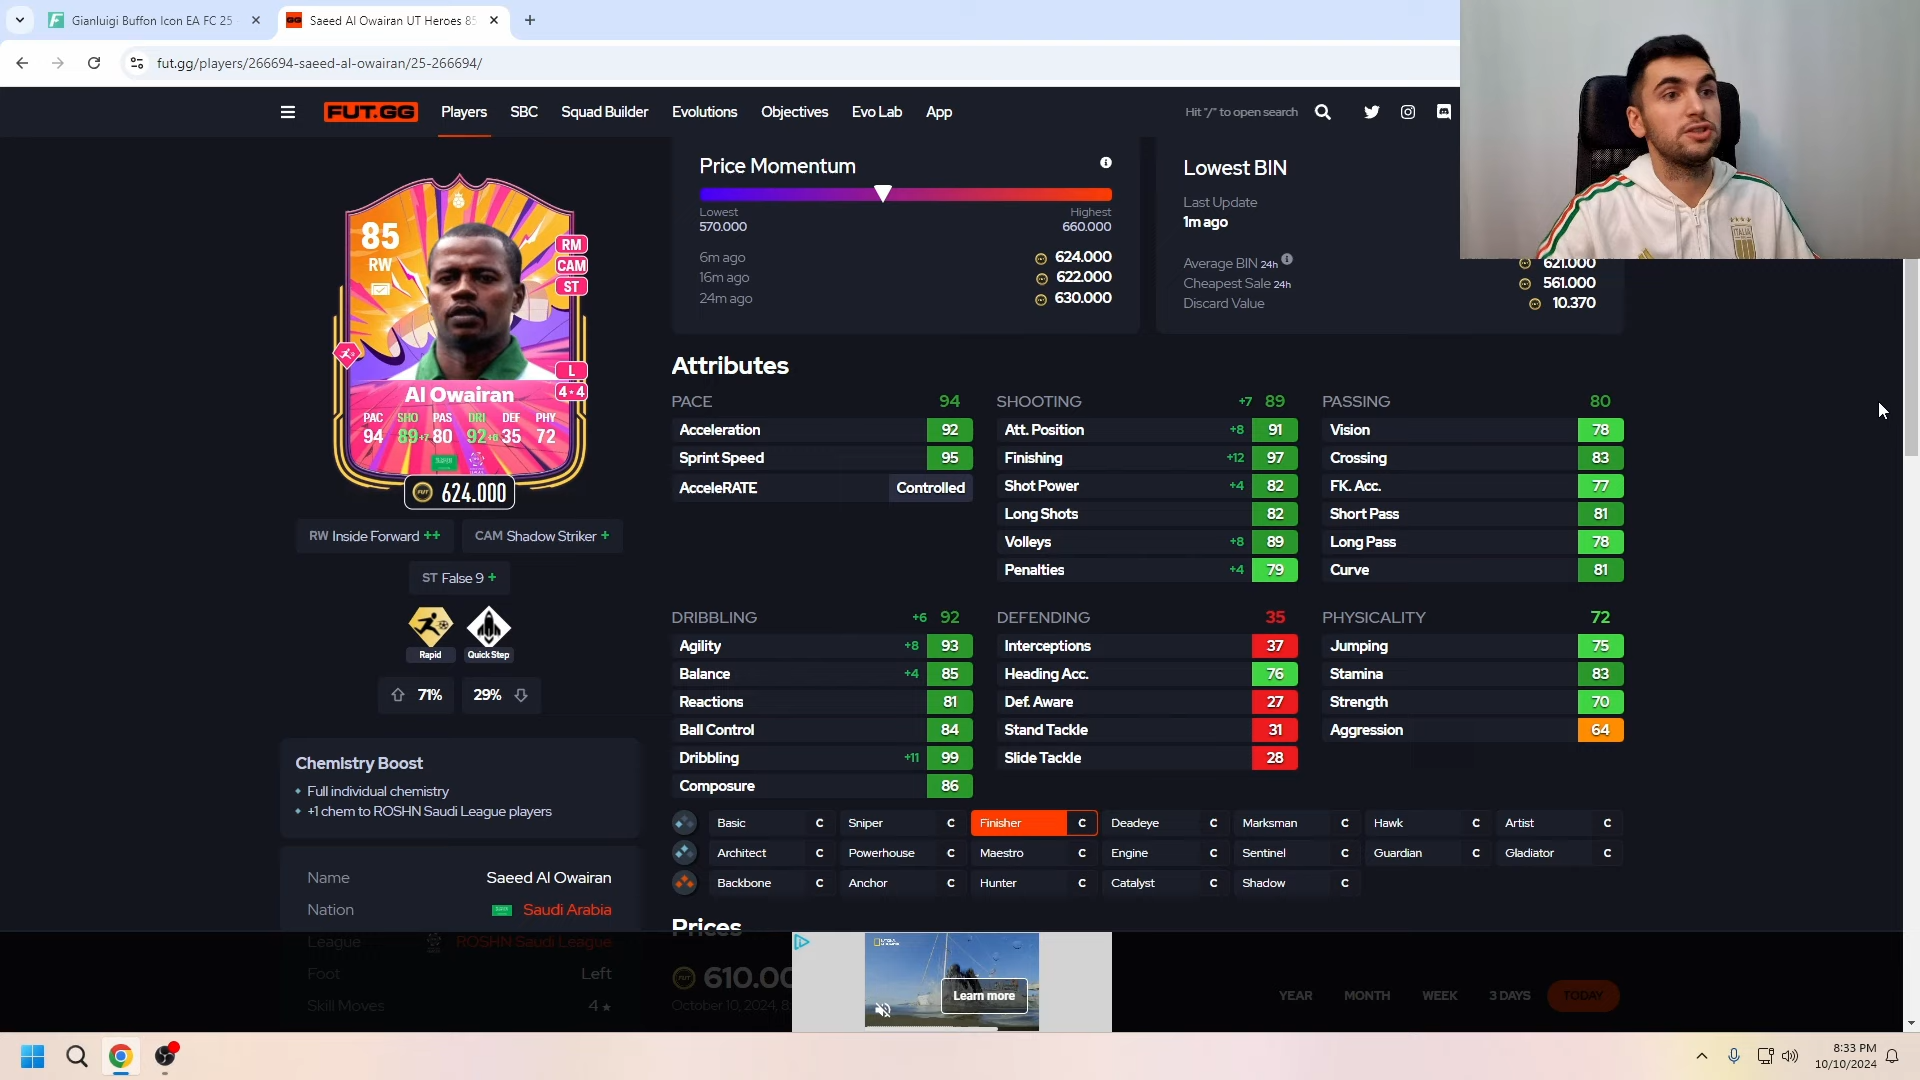 Gianluigi Buffon Icon EA FC 25
Saeed Al Owairan UT Heroes 85
fut.gg/players/266694-saeed-al-owairan/25-266694/
FUT.GG Players SBC Squad Builder Evolutions Objectives Evo Lab App Hit "/" to open search
85
RW
RM
CAM
ST
L
4★4
Al Owairan
PAC SHO PAS DRI DEF PHY
94 89+7 80 92+6 35 72
624.000
RW Inside Forward ++ CAM Shadow Striker +
ST False 9 +
Rapid Quick Step
71% 29%
Chemistry Boost
Full individual chemistry
+1 chem to ROSHN Saudi League players
Name Saeed Al Owairan
Nation Saudi Arabia
League ROSHN Saudi League
Foot Left
Skill Moves 4 ★
Price Momentum
Lowest Highest
570.000 660.000
6m ago 624.000
16m ago 622.000
24m ago 630.000
Lowest BIN
Last Update
1m ago
Average BIN 24h 621.000
Cheapest Sale 24h 561.000
Discard Value 10.370
ITALIA
Attributes
PACE 94
Acceleration 92
Sprint Speed 95
AcceleRATE Controlled
SHOOTING +7 89
Att. Position +8 91
Finishing +12 97
Shot Power +4 82
Long Shots 82
Volleys +8 89
Penalties +4 79
PASSING 80
Vision 78
Crossing 83
FK. Acc. 77
Short Pass 81
Long Pass 78
Curve 81
DRIBBLING +6 92
Agility +8 93
Balance +4 85
Reactions 81
Ball Control 84
Dribbling +11 99
Composure 86
DEFENDING 35
Interceptions 37
Heading Acc. 76
Def. Aware 27
Stand Tackle 31
Slide Tackle 28
PHYSICALITY 72
Jumping 75
Stamina 83
Strength 70
Aggression 64
Basic C Sniper C Finisher C Deadeye C Marksman C Hawk C Artist C
Architect C Powerhouse C Maestro C Engine C Sentinel C Guardian C Gladiator C
Backbone C Anchor C Hunter C Catalyst C Shadow C
Prices
610.00
October 10, 2024, 8:
Learn more
YEAR MONTH WEEK 3 DAYS TODAY
8:33 PM
10/10/2024